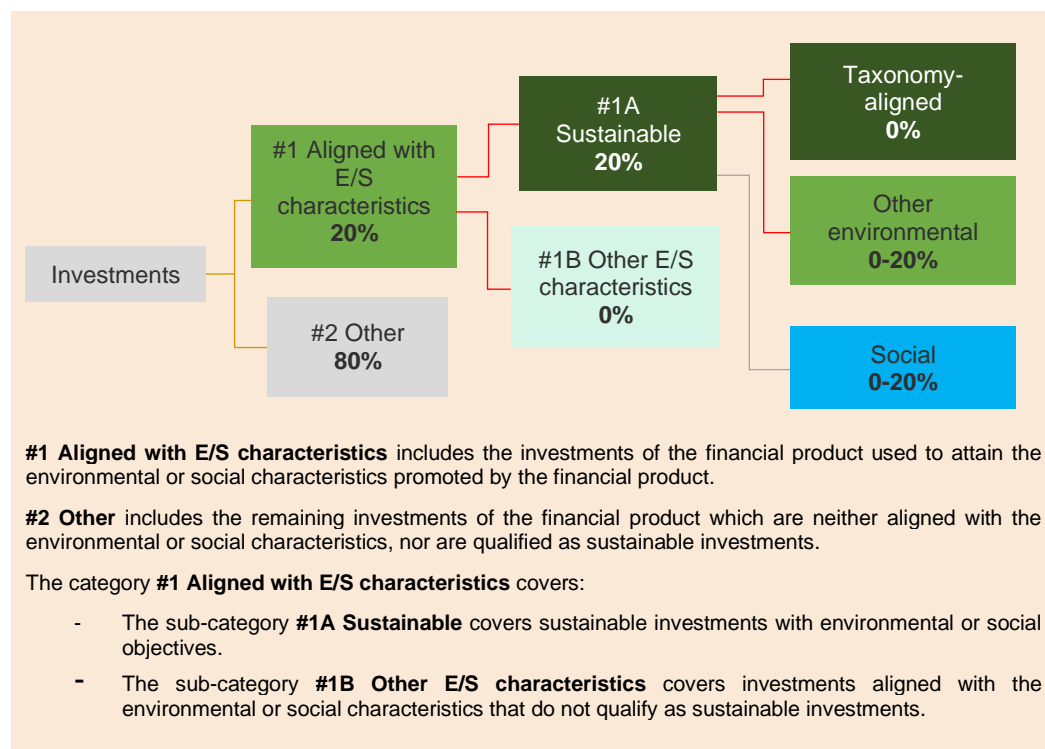 Investments
#1 Aligned with
E/S
characteristics
20%
#2 Other
80%
#1A
Sustainable
20%
#1B Other E/S
characteristics
0%
Taxonomy-
aligned
0%
Other
environmental
0-20%
Social
0-20%
#1 Aligned with E/S characteristics includes the investments of the financial product used to attain the
environmental or social characteristics promoted by the financial product.
#2 Other includes the remaining investments of the financial product which are neither aligned with the
environmental or social characteristics, nor are qualified as sustainable investments.
The category #1 Aligned with E/S characteristics covers:
- The sub-category #1A Sustainable covers sustainable investments with environmental or social
objectives.
- The sub-category #1B Other E/S characteristics covers investments aligned with the
environmental or social characteristics that do not qualify as sustainable investments.